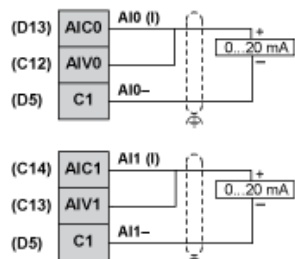 (D13) AIC0 AI0 (I) +
0...20 mA
(C12) AIV0 −
(D5) C1 AI0−
(C14) AIC1 AI1 (I) +
0...20 mA
(C13) AIV1 −
(D5) C1 AI1−